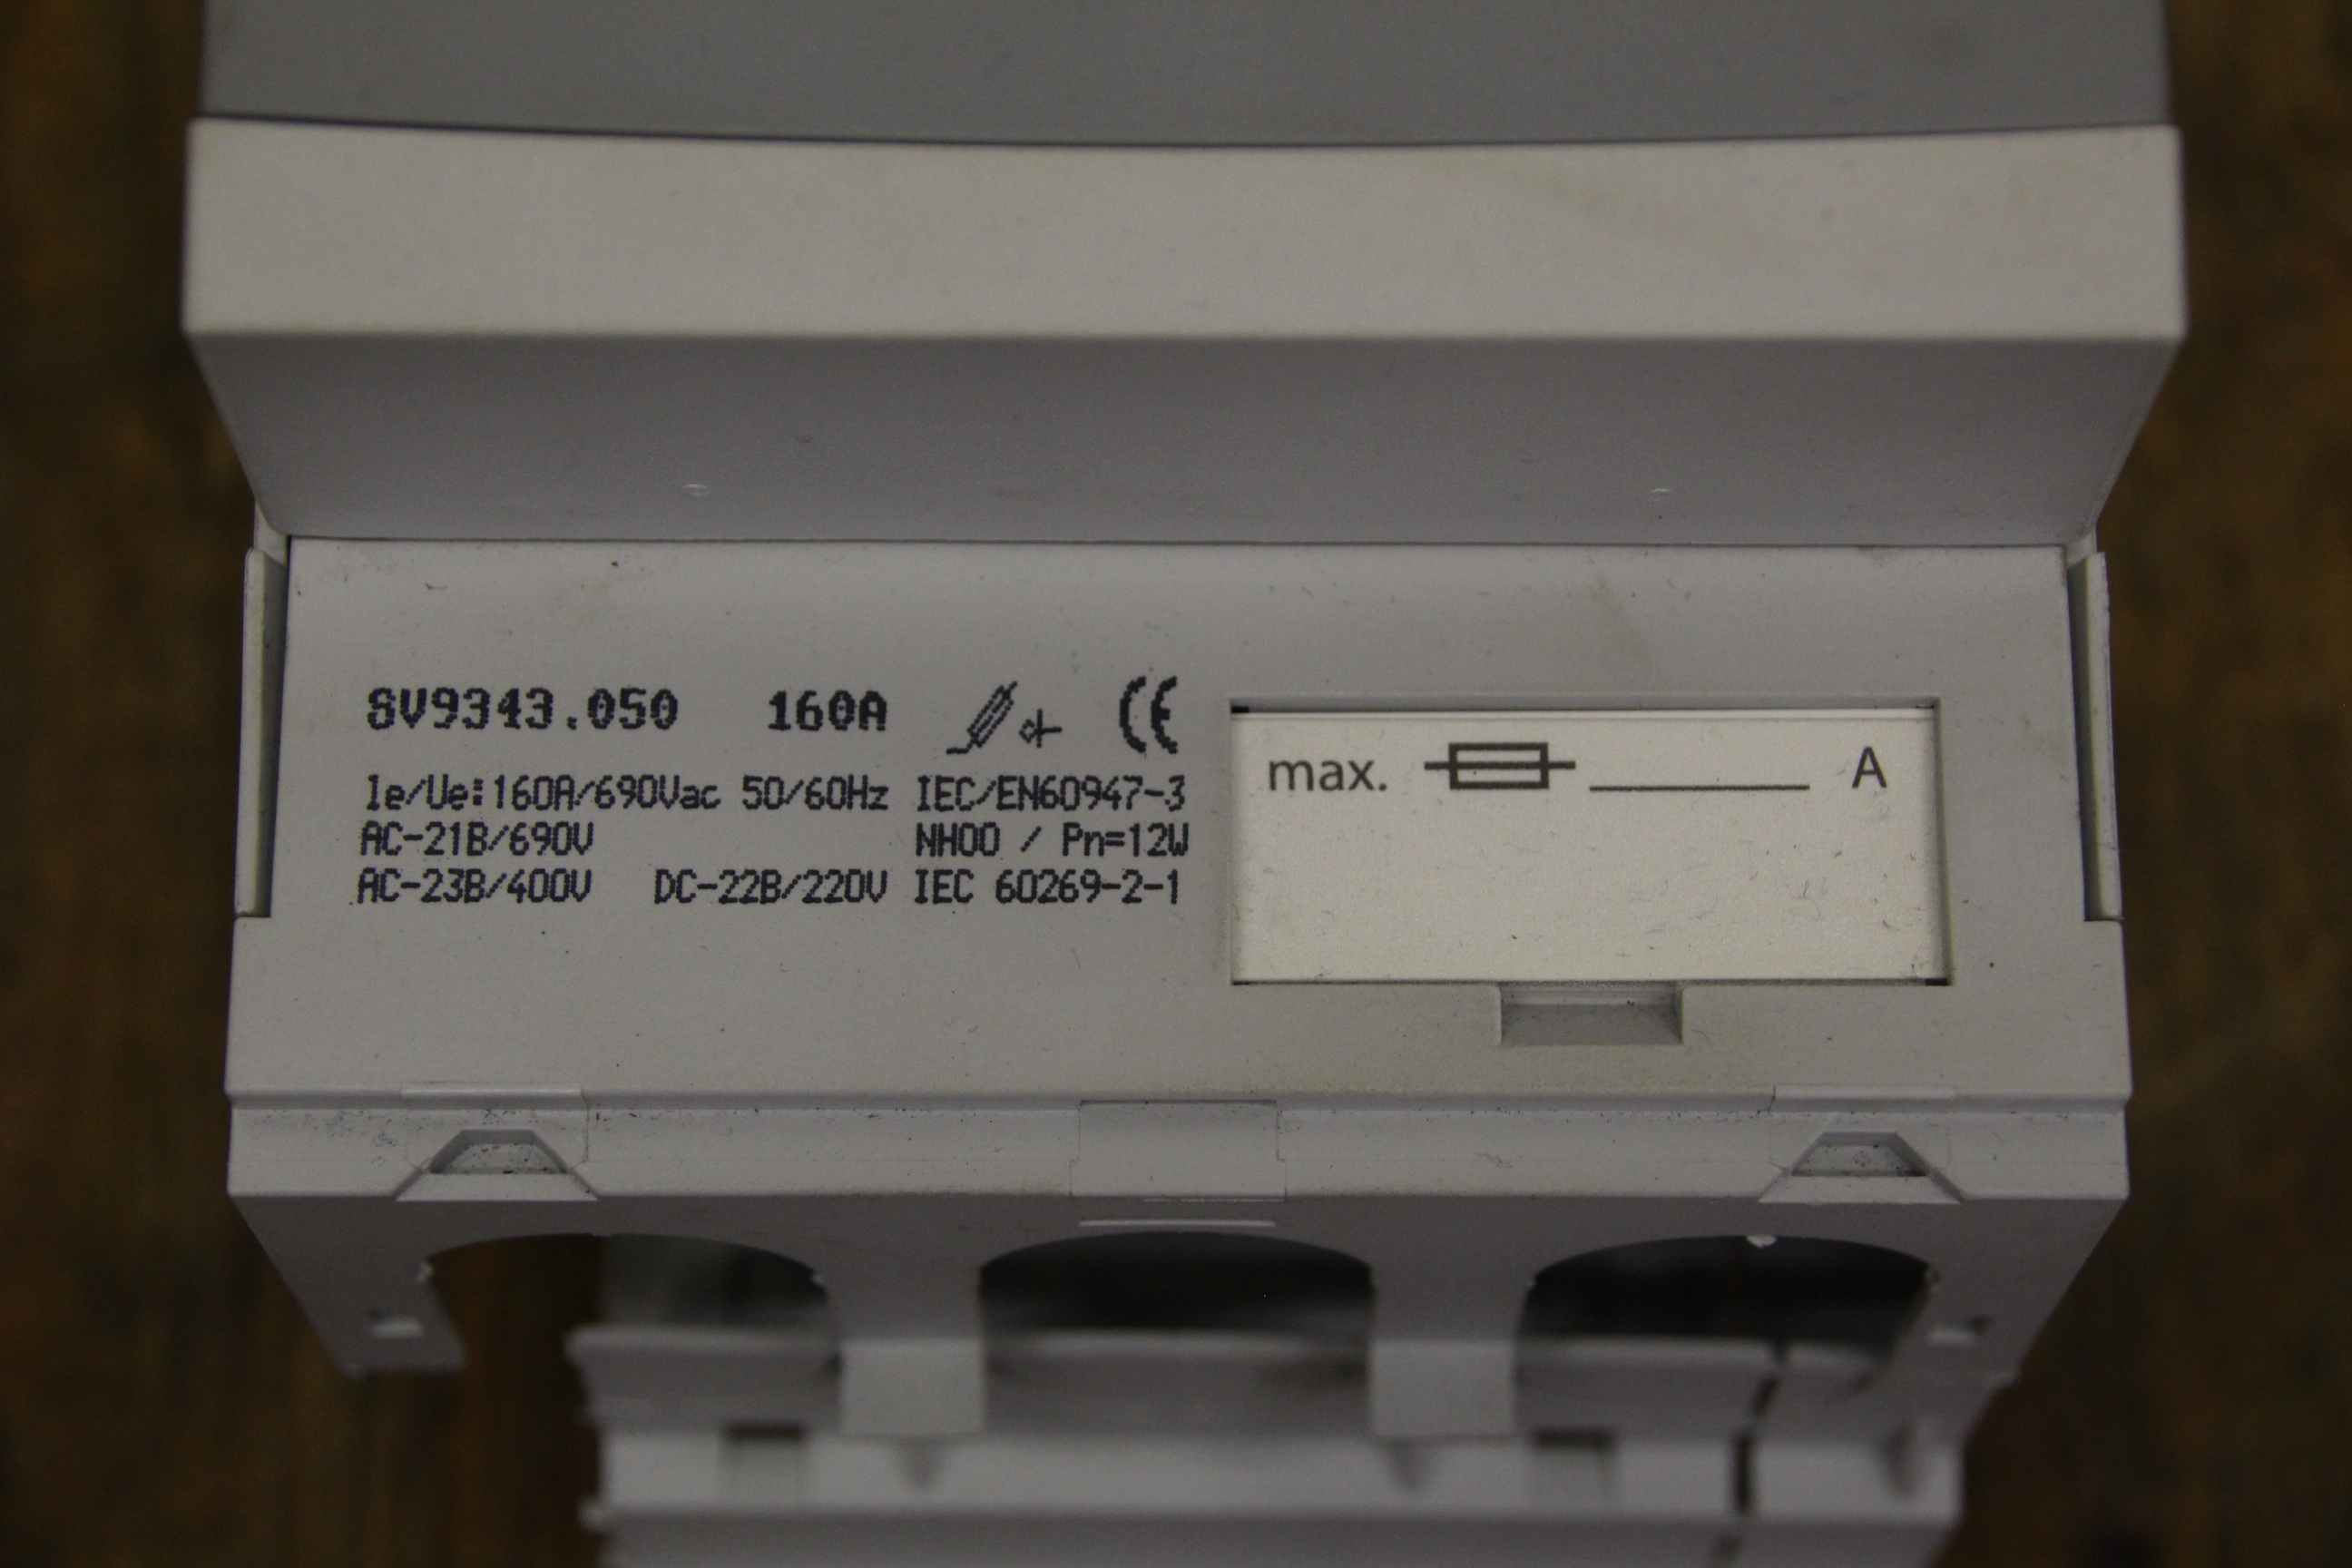 SV9343.050 160A CE
Ie/Ue:160A/690Vac 50/60Hz IEC/EN60947-3
AC-21B/690V NH00 / Pn=12W
AC-23B/400V DC-22B/220V IEC 60269-2-1
max. A